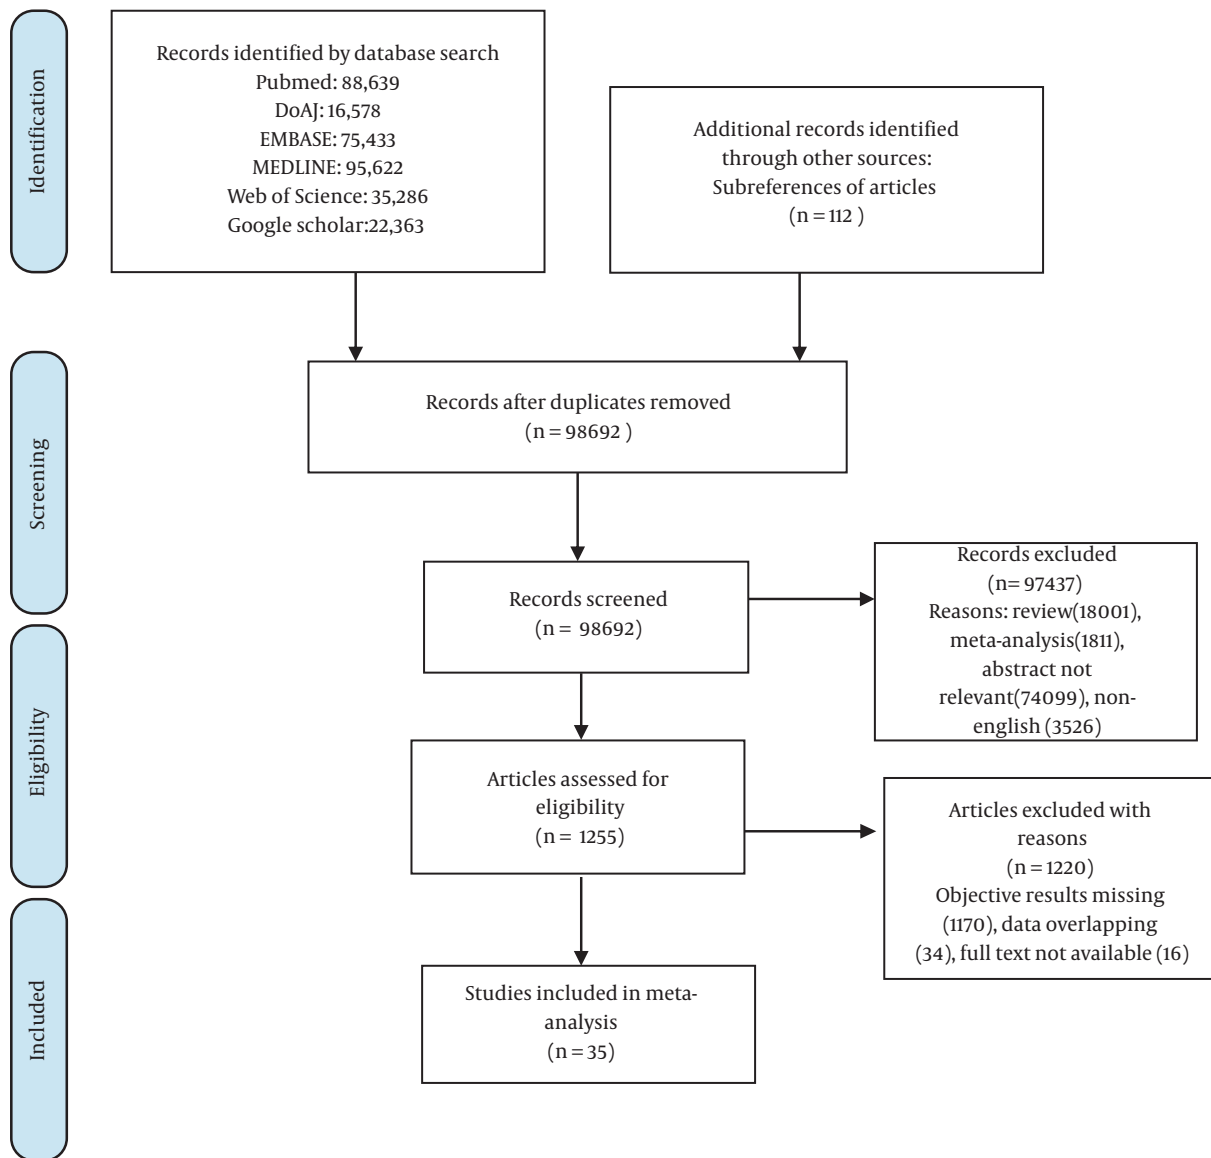 Identification
Records identified by database search
Pubmed: 88,639
DoAJ: 16,578
EMBASE: 75,433
MEDLINE: 95,622
Web of Science: 35,286
Google scholar:22,363
Additional records identified
through other sources:
Subreferences of articles
(n = 112 )
Screening
Records after duplicates removed
(n = 98692 )
Records screened
(n = 98692)
Records excluded
(n= 97437)
Reasons: review(18001),
meta-analysis(1811),
abstract not
relevant(74099), non-
english (3526)
Eligibility
Articles assessed for
eligibility
(n = 1255)
Articles excluded with
reasons
(n = 1220)
Objective results missing
(1170), data overlapping
(34), full text not available (16)
Included
Studies included in meta-
analysis
(n = 35)